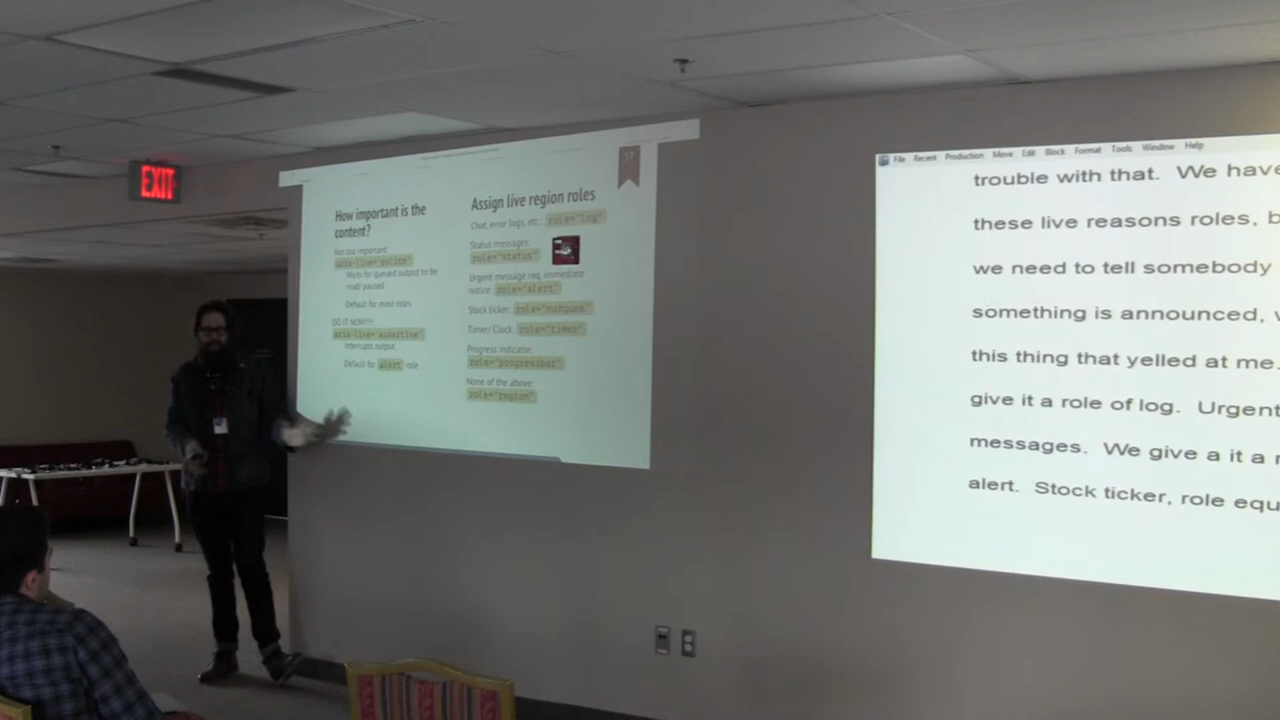 EXIT
57
How important is the
content?
Not too important:
aria-live="polite"
Waits for queued output to be
read/ paused
Default for most roles
DO IT NOW!!!!:
aria-live="assertive"
Interrupts output
Default for alert role
Assign live region roles
Chat, error logs, etc.: role="log"
Status messages:
role="status"
Urgent message req. immediate
notice: role="alert"
Stock ticker: role="marquee"
Timer/ Clock: role="timer"
Progress indicator:
role="progressbar"
None of the above:
role="region"
File Recent Production Move Edit Block Format Tools Window Help
trouble with that. We have
these live reasons roles, b
we need to tell somebody
something is announced, w
this thing that yelled at me.
give it a role of log. Urgent
messages. We give a it a r
alert. Stock ticker, role equ